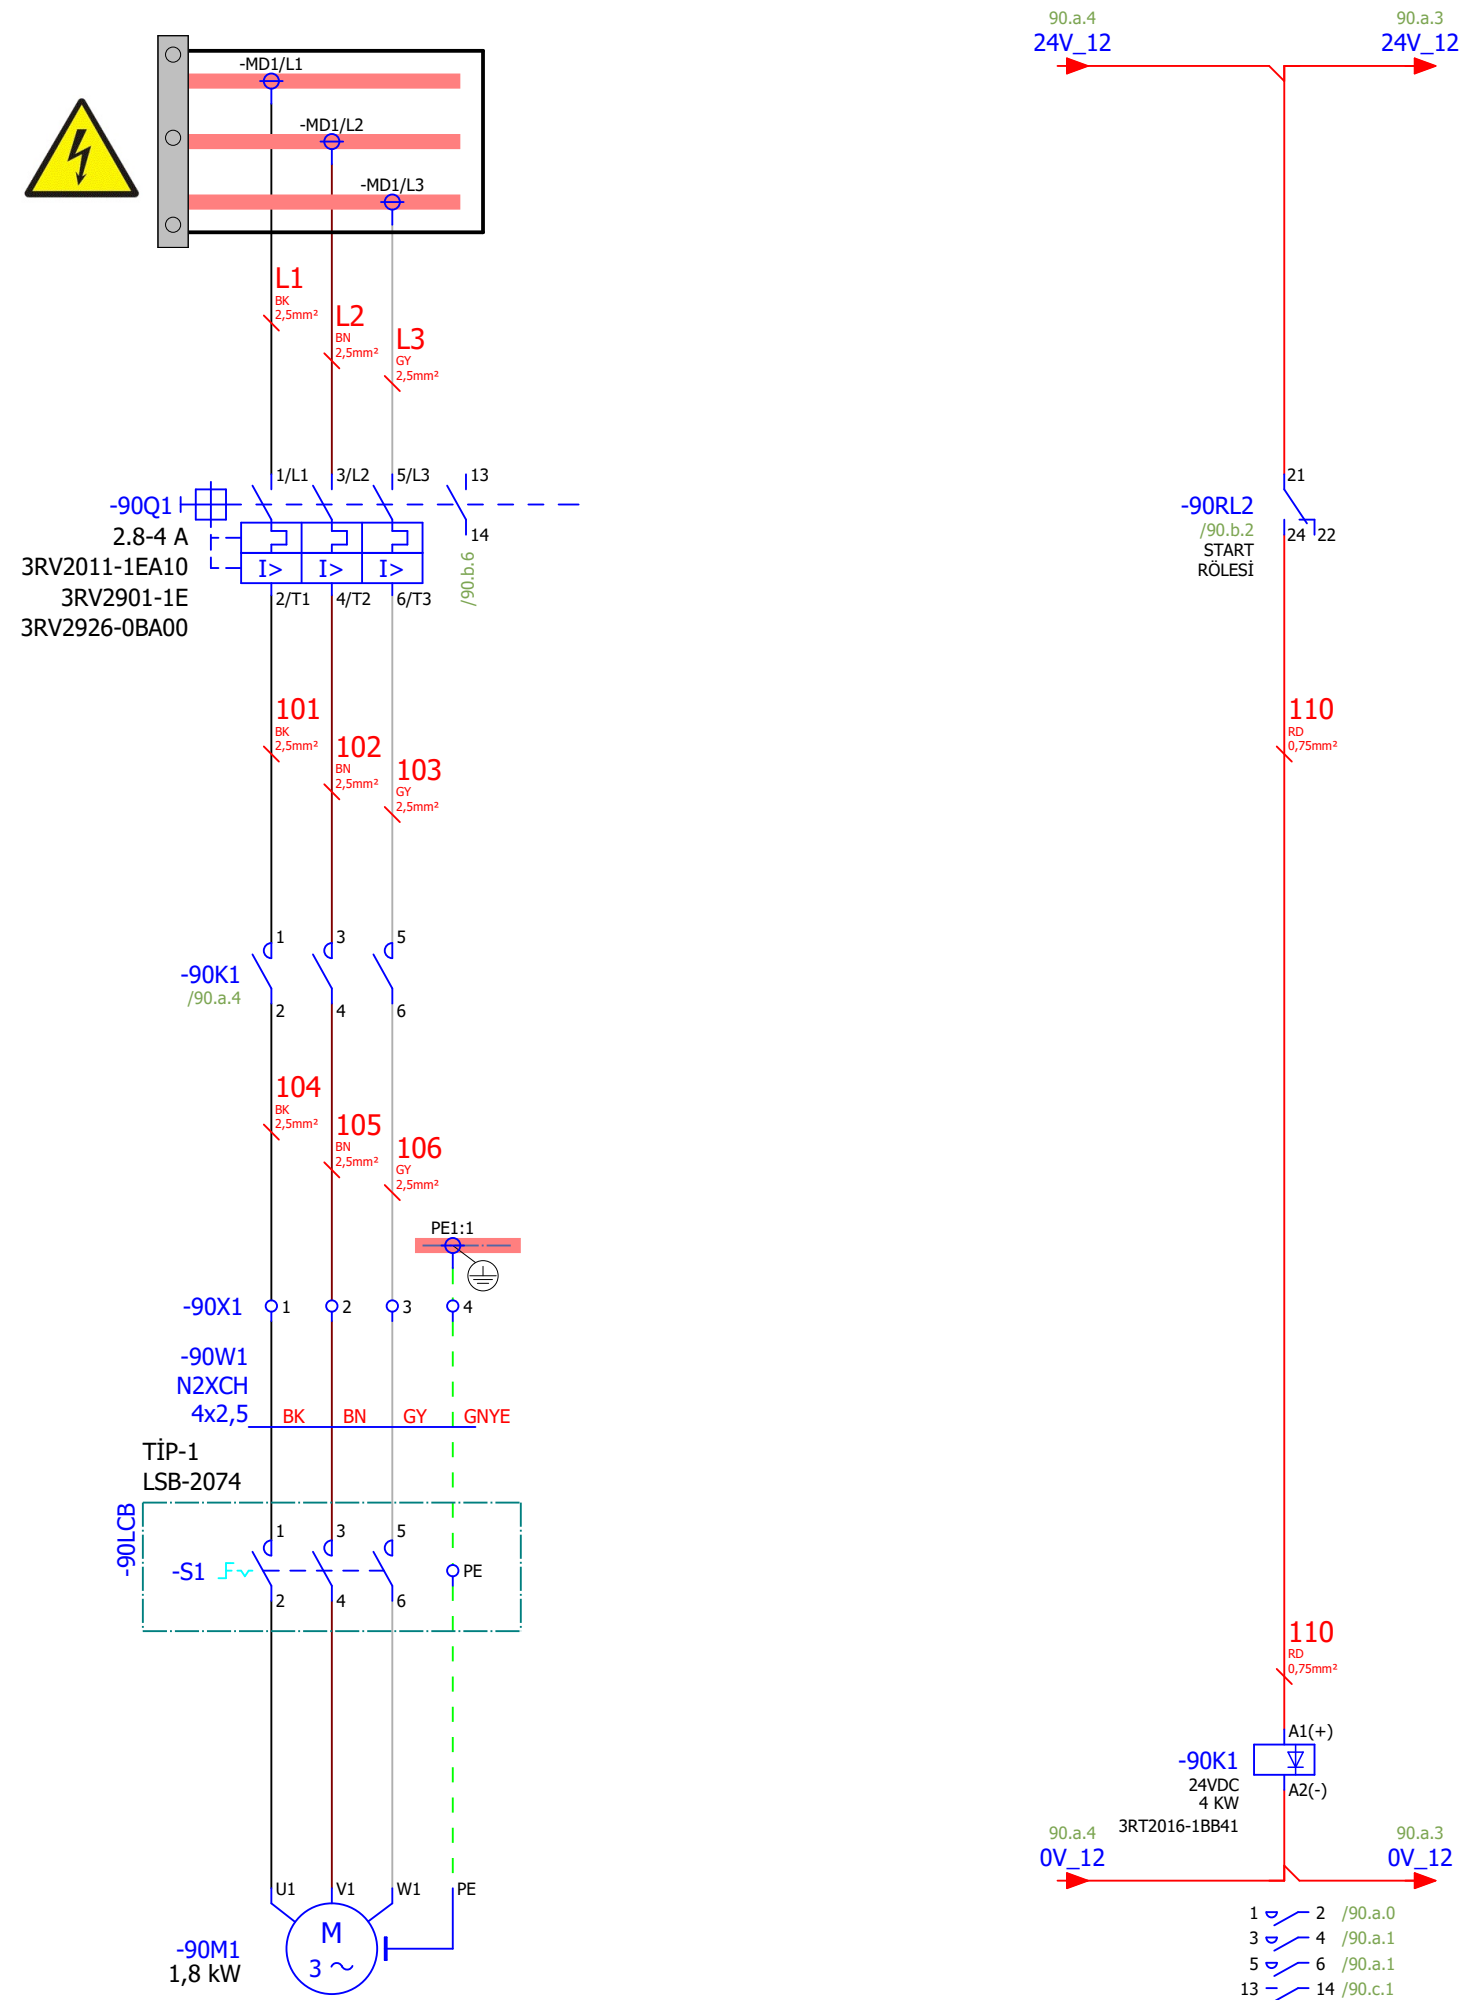 90.a.4
24V_12
90.a.3
24V_12
-MD1/L1
-MD1/L2
-MD1/L3
L1
BK
2,5mm²
L2
BN
2,5mm²
L3
GY
2,5mm²
-90Q1
2.8-4 A
3RV2011-1EA10
3RV2901-1E
3RV2926-0BA00
1/L1
3/L2
5/L3
13
14
/90.b.6
I>
I>
I>
2/T1
4/T2
6/T3
-90RL2
/90.b.2
START
RÖLESİ
21
24
22
101
BK
2,5mm²
102
BN
2,5mm²
103
GY
2,5mm²
110
RD
0,75mm²
-90K1
/90.a.4
1
3
5
2
4
6
104
BK
2,5mm²
105
BN
2,5mm²
106
GY
2,5mm²
PE1:1
-90X1
1
2
3
4
-90W1
N2XCH
4x2,5
BK
BN
GY
GNYE
TİP-1
LSB-2074
-90LCB
-S1
1
3
5
PE
2
4
6
110
RD
0,75mm²
-90K1
24VDC
4 KW
3RT2016-1BB41
A1(+)
A2(-)
90.a.4
0V_12
90.a.3
0V_12
U1
V1
W1
PE
M
3
-90M1
1,8 kW
1 2 /90.a.0
3 4 /90.a.1
5 6 /90.a.1
13 14 /90.c.1